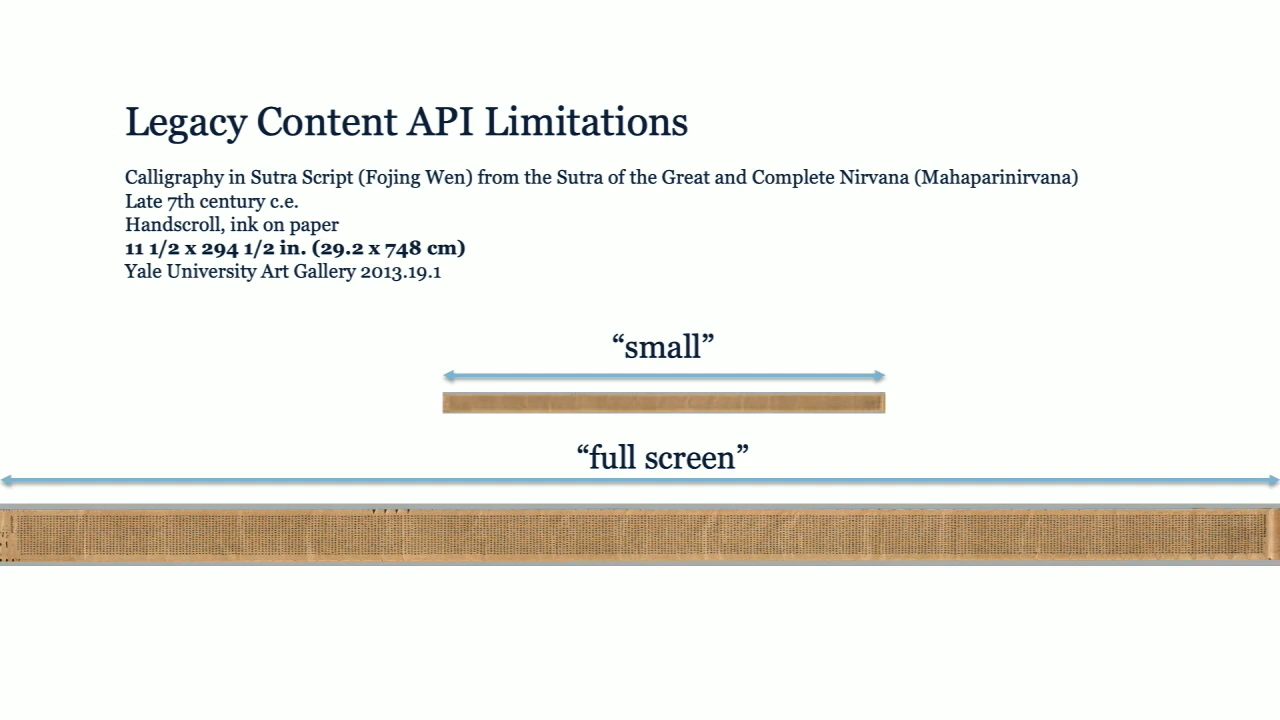 Legacy Content API Limitations
Calligraphy in Sutra Script (Fojing Wen) from the Sutra of the Great and Complete Nirvana (Mahaparinirvana)
Late 7th century c.e.
Handscroll, ink on paper
11 1/2 x 294 1/2 in. (29.2 x 748 cm)
Yale University Art Gallery 2013.19.1
“small”
“full screen”